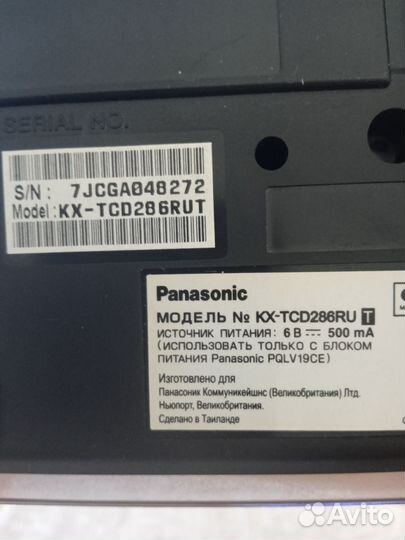 SERIAL NO.
S/N: 7JCGA048272
Model: KX-TCD286RUT
Panasonic
МОДЕЛЬ № KX-TCD286RU T
ИСТОЧНИК ПИТАНИЯ: 6 В 500 mA
(ИСПОЛЬЗОВАТЬ ТОЛЬКО С БЛОКОМ
ПИТАНИЯ Panasonic PQLV19CE)
Изготовлено для
Панасоник Коммуникейшнс (Великобритания) Лтд.
Ньюпорт, Великобритания.
Сделано в Таиланде
Avito